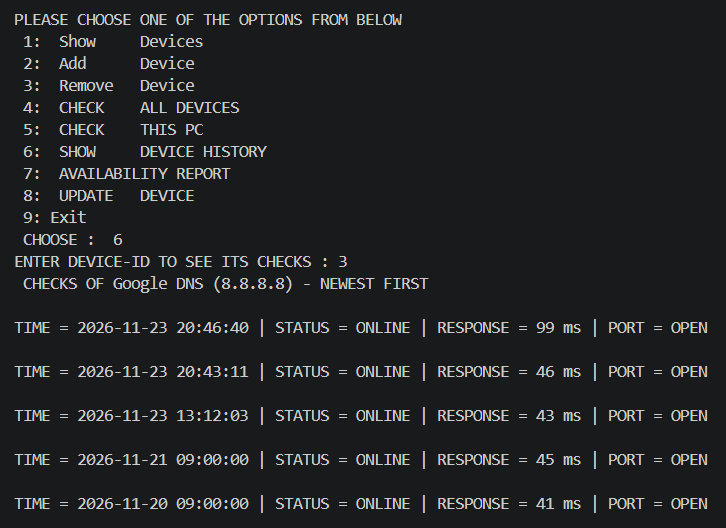 PLEASE CHOOSE ONE OF THE OPTIONS FROM BELOW
1:  Show     Devices
2:  Add      Device
3:  Remove   Device
4:  CHECK    ALL DEVICES
5:  CHECK    THIS PC
6:  SHOW     DEVICE HISTORY
7:  AVAILABILITY REPORT
8:  UPDATE   DEVICE
9: Exit
CHOOSE :  6
ENTER DEVICE-ID TO SEE ITS CHECKS : 3
CHECKS OF Google DNS (8.8.8.8) - NEWEST FIRST
TIME = 2026-11-23 20:46:40 | STATUS = ONLINE | RESPONSE = 99 ms | PORT = OPEN
TIME = 2026-11-23 20:43:11 | STATUS = ONLINE | RESPONSE = 46 ms | PORT = OPEN
TIME = 2026-11-23 13:12:03 | STATUS = ONLINE | RESPONSE = 43 ms | PORT = OPEN
TIME = 2026-11-21 09:00:00 | STATUS = ONLINE | RESPONSE = 45 ms | PORT = OPEN
TIME = 2026-11-20 09:00:00 | STATUS = ONLINE | RESPONSE = 41 ms | PORT = OPEN